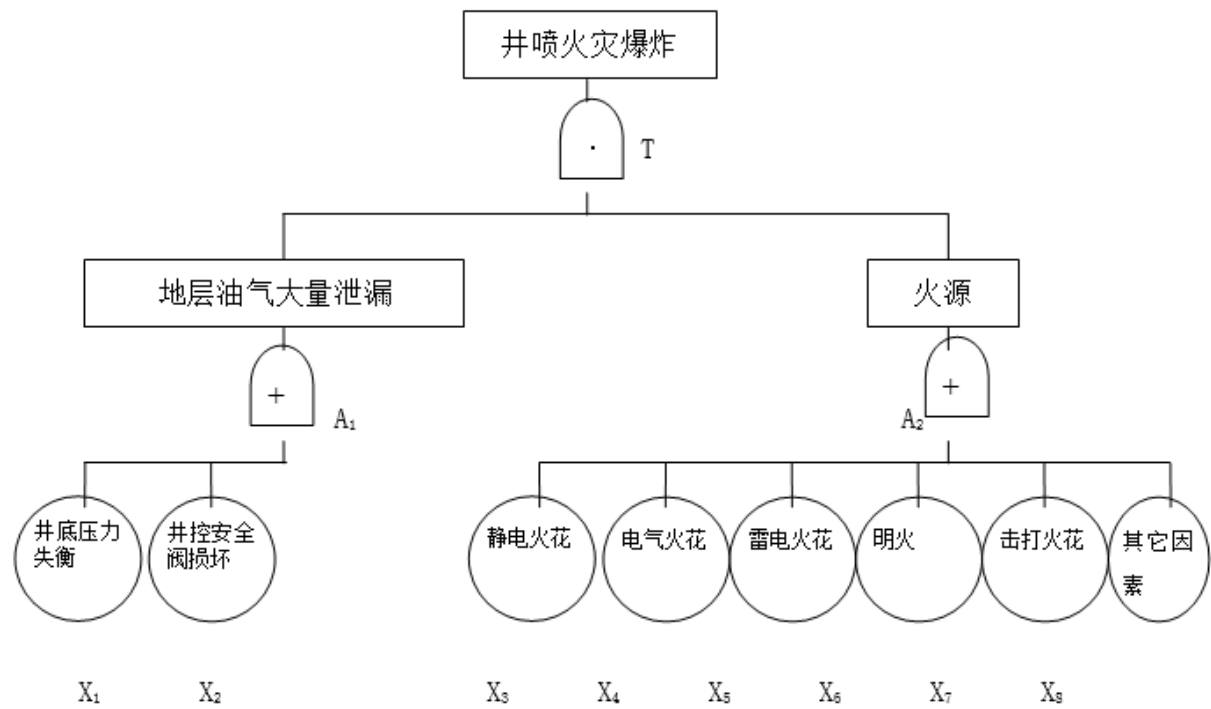 井喷火灾爆炸
·
T
地层油气大量泄漏
火源
+
A₁
+
A₂
井底压力
失衡
井控安全
阀损坏
静电火花
电气火花
雷电火花
明火
击打火花
其它因
素
X₁
X₂
X₃
X₄
X₅
X₆
X₇
X₈